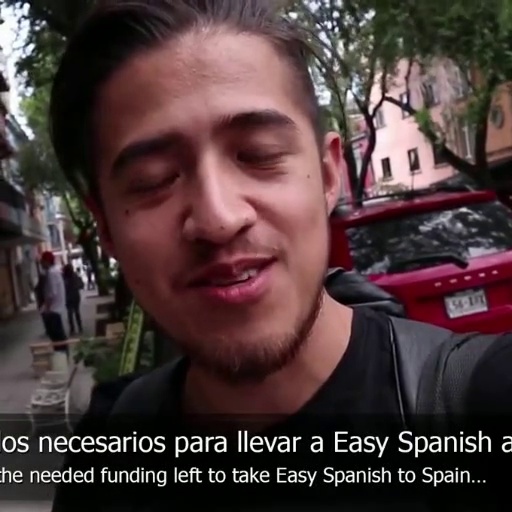 los necesarios para llevar a Easy Spanish a
the needed funding left to take Easy Spanish to Spain...